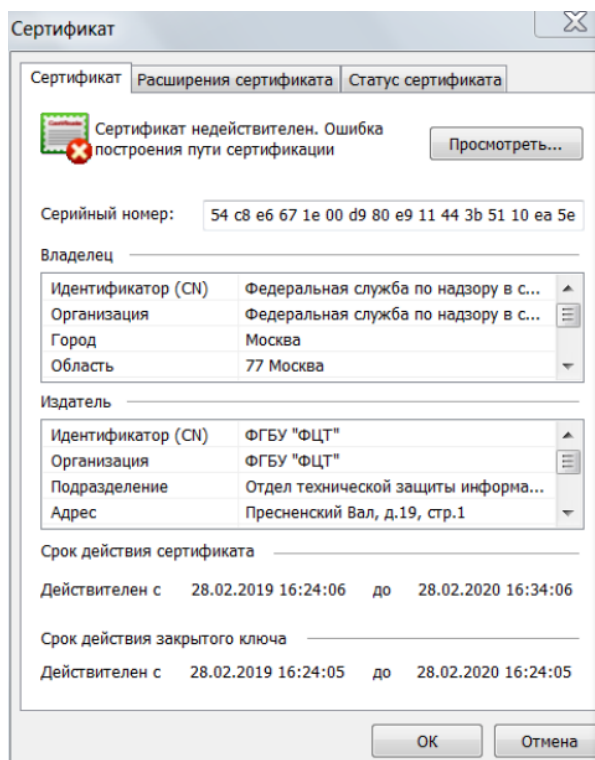 Сертификат
Сертификат Расширения сертификата Статус сертификата
Сертификат недействителен. Ошибка
построения пути сертификации
Просмотреть...
Серийный номер: 54 c8 e6 67 1e 00 d9 80 e9 11 44 3b 51 10 ea 5e
Владелец
Идентификатор (CN) Федеральная служба по надзору в с...
Организация Федеральная служба по надзору в с...
Город Москва
Область 77 Москва
Издатель
Идентификатор (CN) ФГБУ "ФЦТ"
Организация ФГБУ "ФЦТ"
Подразделение Отдел технической защиты информа...
Адрес Пресненский Вал, д.19, стр.1
Срок действия сертификата
Действителен с 28.02.2019 16:24:06 до 28.02.2020 16:34:06
Срок действия закрытого ключа
Действителен с 28.02.2019 16:24:05 до 28.02.2020 16:24:05
ОК Отмена